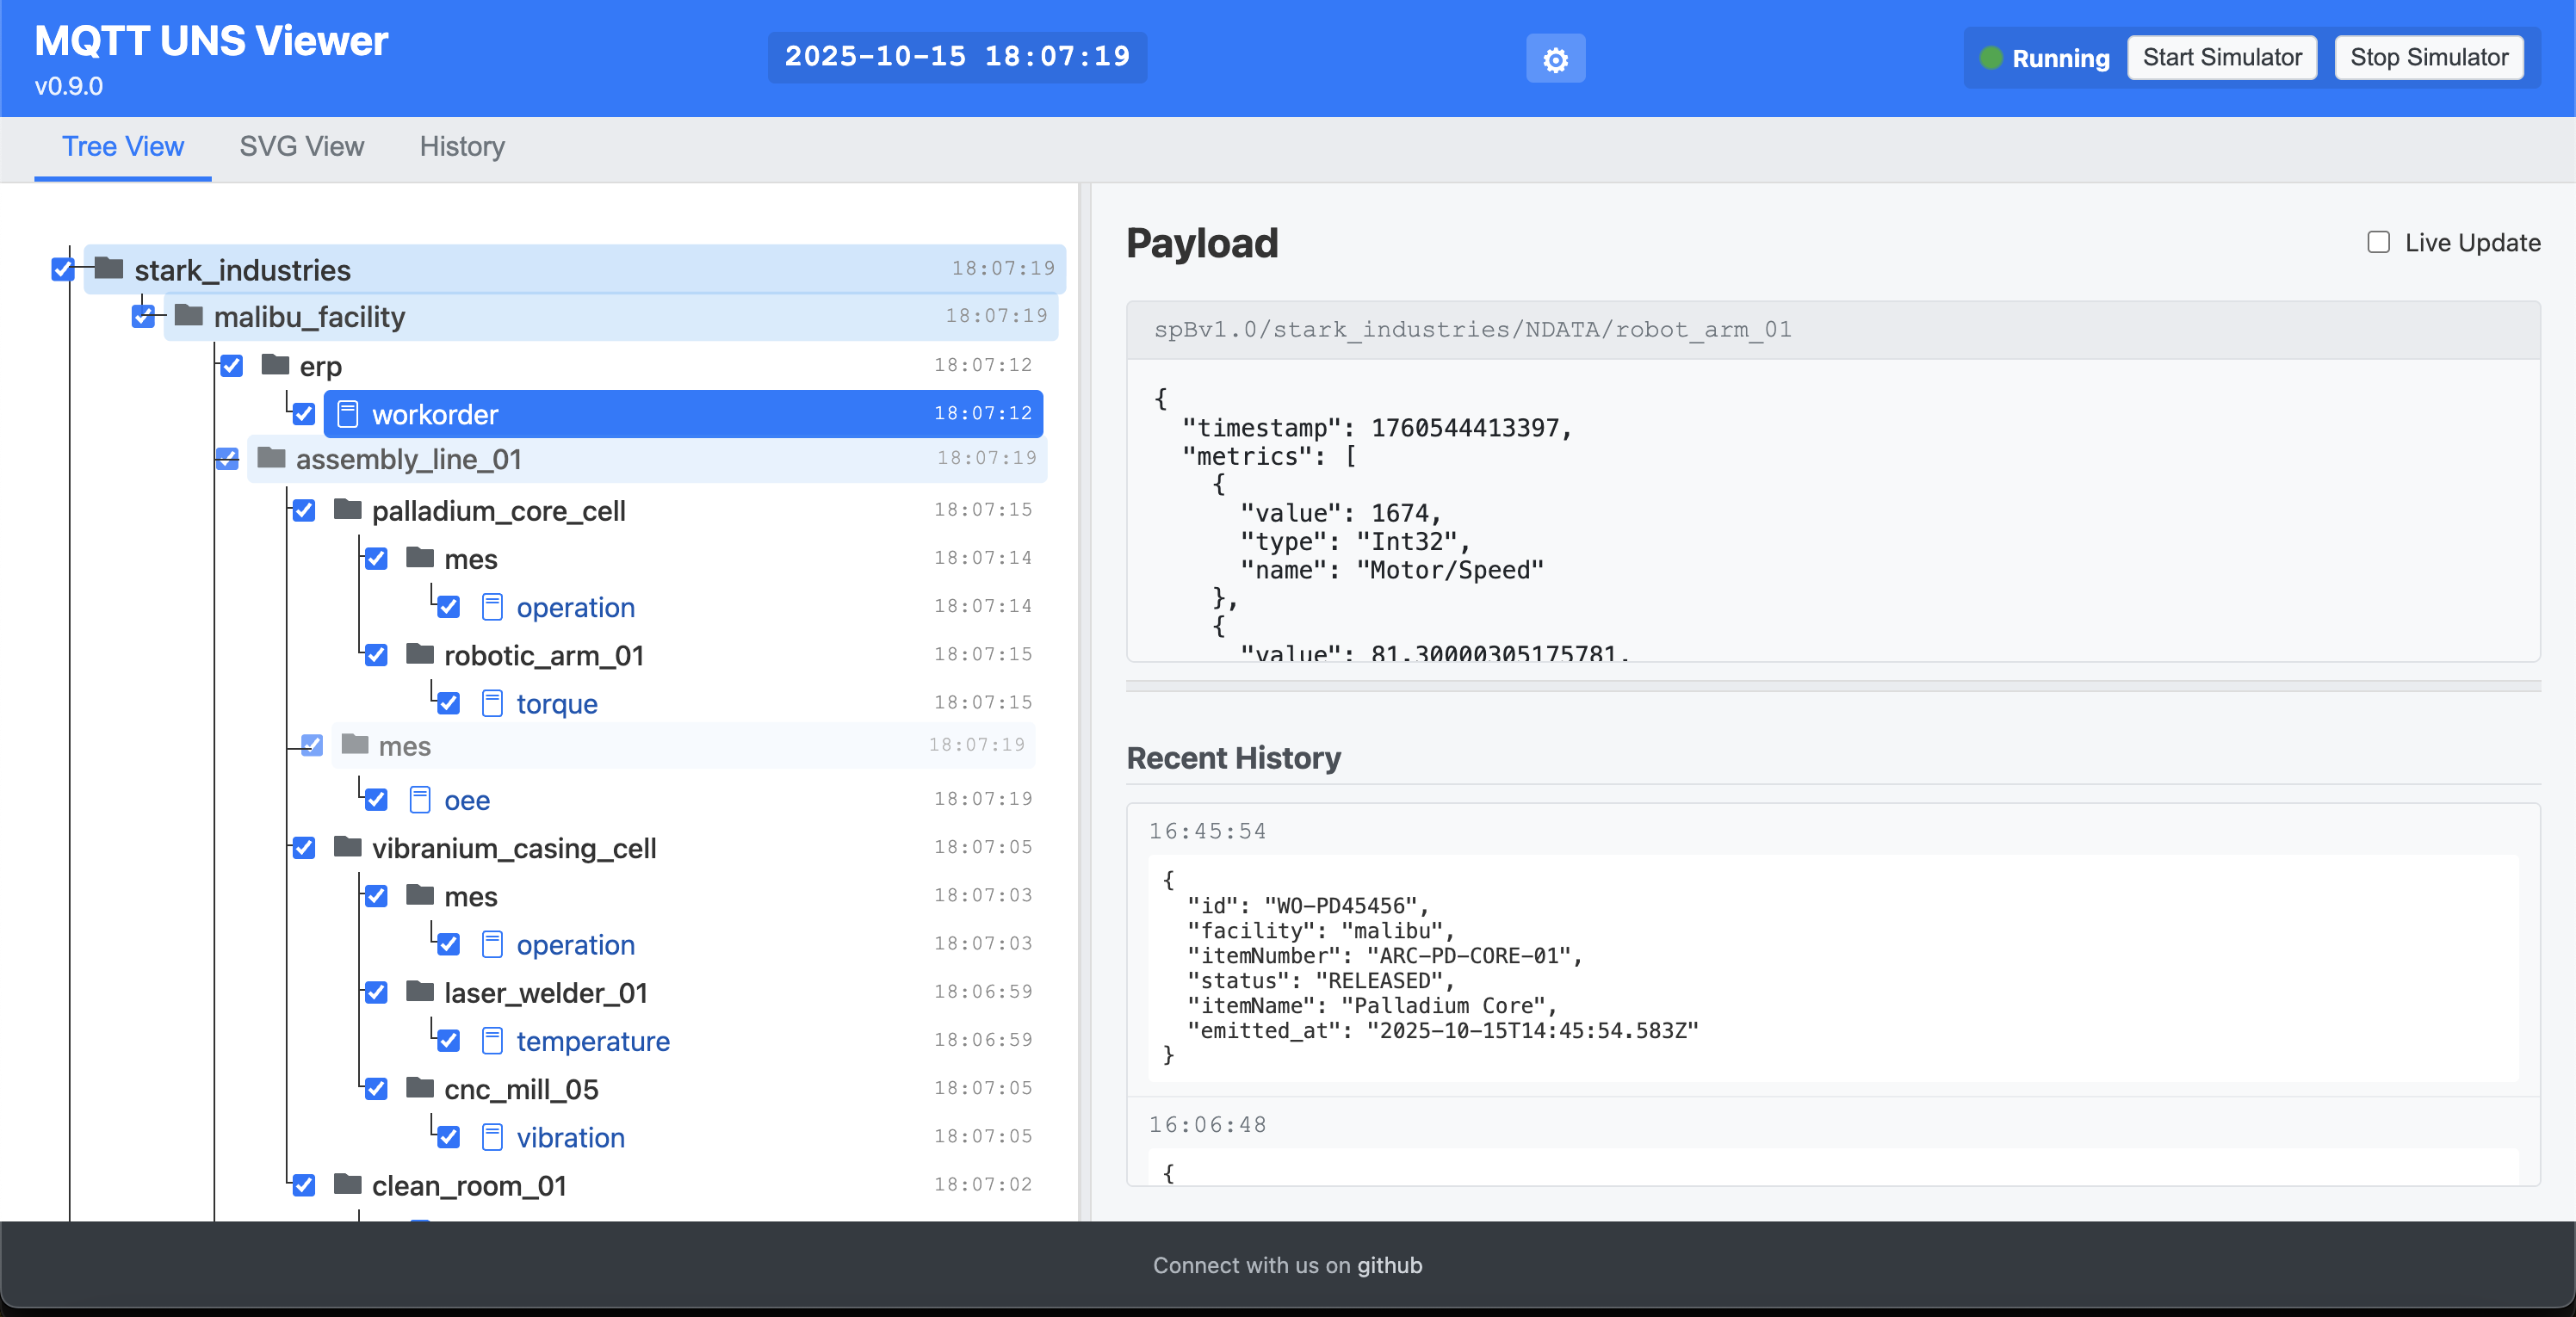 MQTT UNS Viewer
v0.9.0
2025-10-15 18:07:19
Running
Start Simulator
Stop Simulator
Tree View
SVG View
History
stark_industries 18:07:19
malibu_facility 18:07:19
erp 18:07:12
workorder 18:07:12
assembly_line_01 18:07:19
palladium_core_cell 18:07:15
mes 18:07:14
operation 18:07:14
robotic_arm_01 18:07:15
torque 18:07:15
mes 18:07:19
oee 18:07:19
vibranium_casing_cell 18:07:05
mes 18:07:03
operation 18:07:03
laser_welder_01 18:06:59
temperature 18:06:59
cnc_mill_05 18:07:05
vibration 18:07:05
clean_room_01 18:07:02
Payload
Live Update
spBv1.0/stark_industries/NDATA/robot_arm_01
{
"timestamp": 1760544413397,
"metrics": [
{
"value": 1674,
"type": "Int32",
"name": "Motor/Speed"
},
{
"value": 81.30000305175781,
Recent History
16:45:54
{
"id": "WO-PD45456",
"facility": "malibu",
"itemNumber": "ARC-PD-CORE-01",
"status": "RELEASED",
"itemName": "Palladium Core",
"emitted_at": "2025-10-15T14:45:54.583Z"
}
16:06:48
{
Connect with us on github